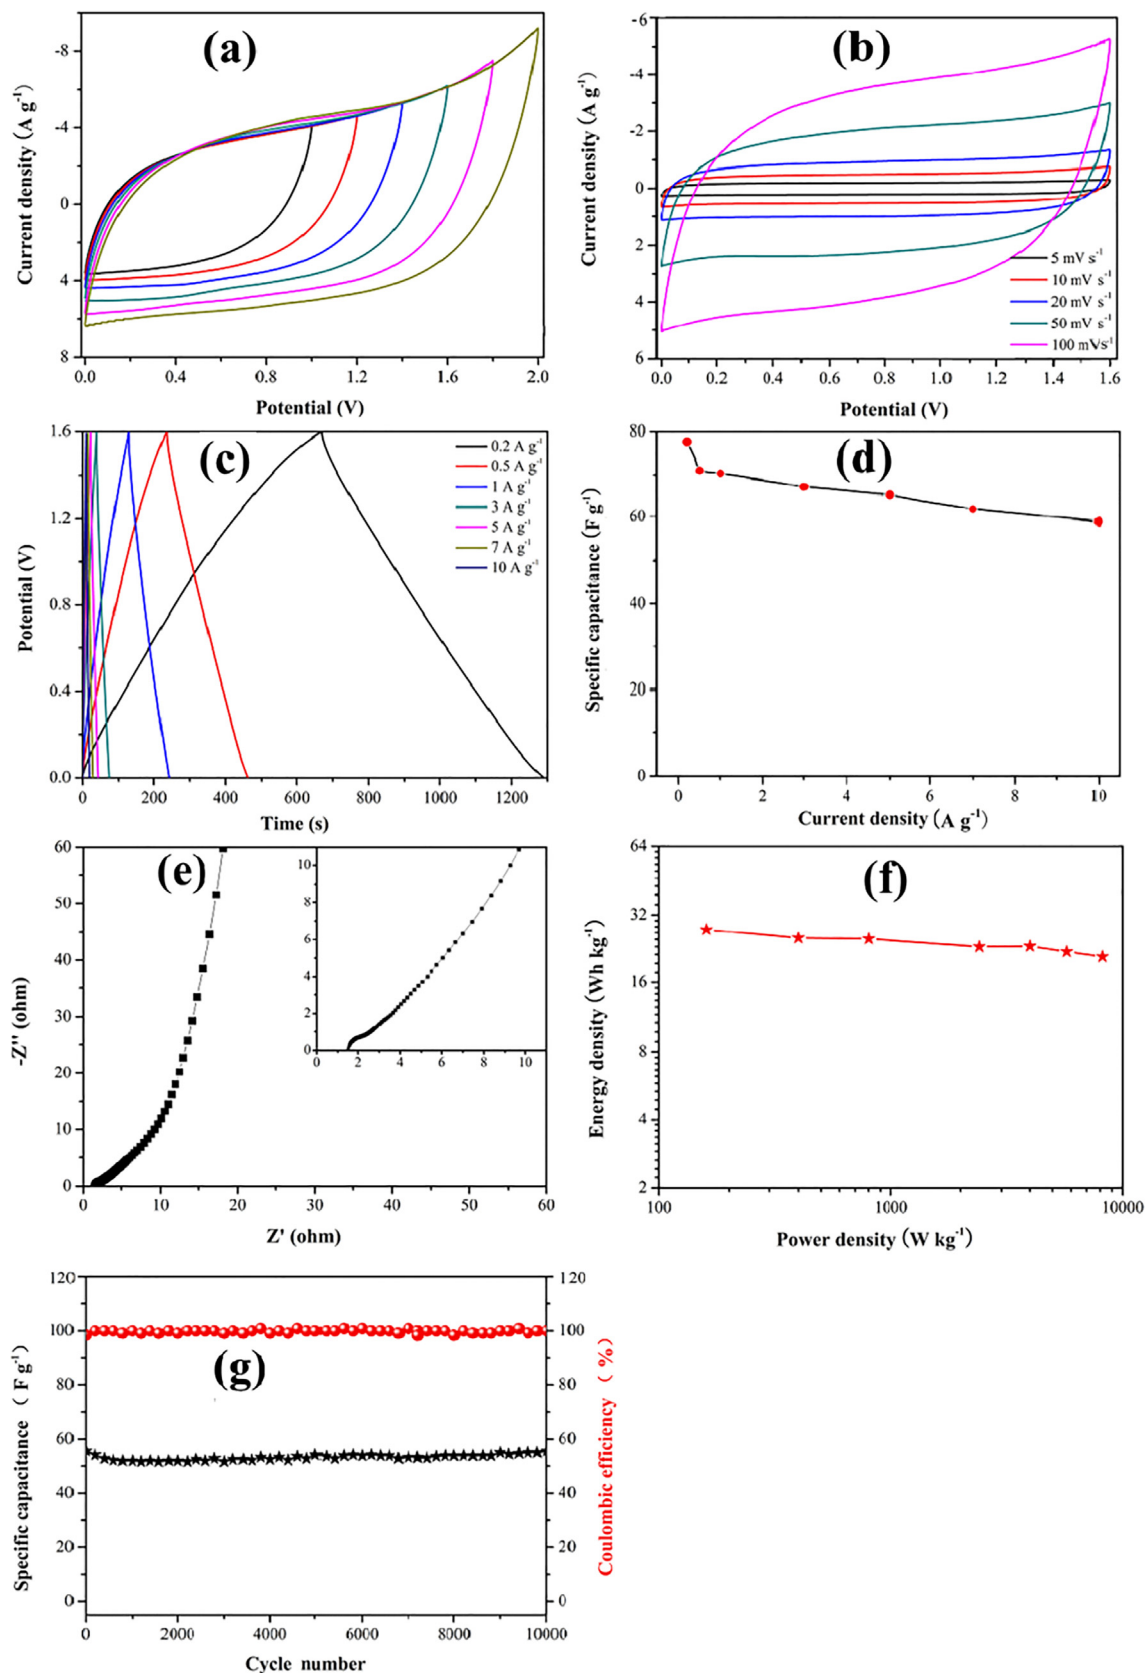 (a)
Current density (A g-1)
-8
-4
0
4
8
0.0 0.4 0.8 1.2 1.6 2.0
Potential (V)
(b)
Current density (A g-1)
-6
-4
-2
0
2
4
6
5 mV s-1
10 mV s-1
20 mV s-1
50 mV s-1
100 mV/s-1
0.0 0.2 0.4 0.6 0.8 1.0 1.2 1.4 1.6
Potential (V)
(c)
Potential (V)
1.6
1.2
0.8
0.4
0.0
0.2 A g-1
0.5 A g-1
1 A g-1
3 A g-1
5 A g-1
7 A g-1
10 A g-1
0 200 400 600 800 1000 1200
Time (s)
(d)
Specific capacitance (F g-1)
80
60
40
20
0
0 2 4 6 8 10
Current density (A g-1)
(e)
-Z'' (ohm)
60
50
40
30
20
10
0
0 10 20 30 40 50 60
Z' (ohm)
10
8
6
4
2
0
0 2 4 6 8 10
(f)
Energy density (Wh kg-1)
64
32
16
8
4
2
100 1000 10000
Power density (W kg-1)
(g)
Specific capacitance ( F g-1)
120
100
80
60
40
20
0
0 2000 4000 6000 8000 10000
Cycle number
120
100
80
60
40
20
0
Coulombic efficiency ( %)